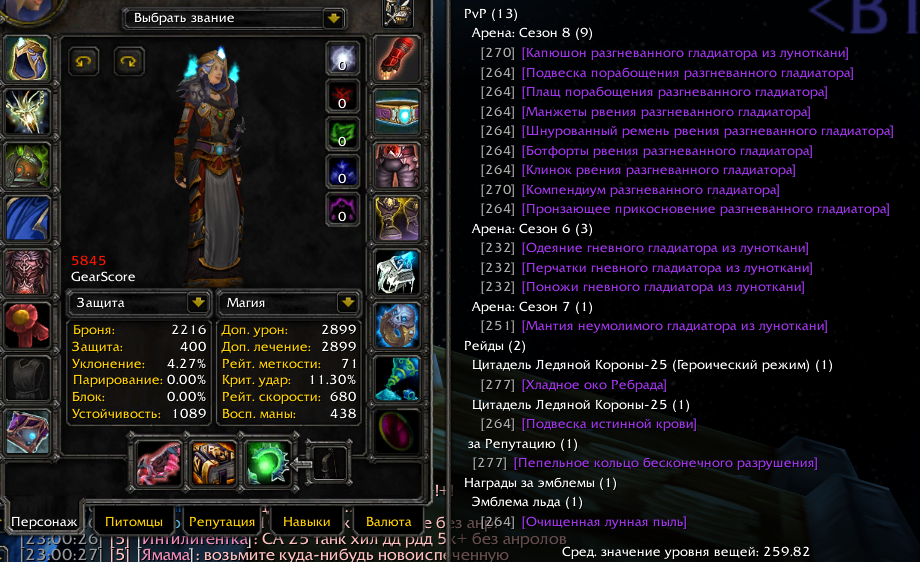 Выбрать звание
0
0
0
0
0
5845
GearScore
Защита
Магия
Броня: 2216
Защита: 400
Уклонение: 4.27%
Парирование: 0.00%
Блок: 0.00%
Устойчивость: 1089
Доп. урон: 2899
Доп. лечение: 2899
Рейт. меткости: 71
Крит. удар: 11.30%
Рейт. скорости: 680
Восп. маны: 438
Персонаж
Питомцы
Репутация
Навыки
Валюта
[23:00:26] [5] [Интилигентка]: СА 25 танк хил дд рдд 5к+ без анролов
[23:00:27] [5] [Ямама]: возьмите куда-нибудь новоиспеченную
PvP (13)
Арена: Сезон 8 (9)
[270] [Капюшон разгневанного гладиатора из луноткани]
[264] [Подвеска порабощения разгневанного гладиатора]
[264] [Плащ порабощения разгневанного гладиатора]
[264] [Манжеты рвения разгневанного гладиатора]
[264] [Шнурованный ремень рвения разгневанного гладиатора]
[264] [Ботфорты рвения разгневанного гладиатора]
[264] [Клинок рвения разгневанного гладиатора]
[270] [Компендиум разгневанного гладиатора]
[264] [Пронзающее прикосновение разгневанного гладиатора]
Арена: Сезон 6 (3)
[232] [Одеяние гневного гладиатора из луноткани]
[232] [Перчатки гневного гладиатора из луноткани]
[232] [Поножи гневного гладиатора из луноткани]
Арена: Сезон 7 (1)
[251] [Мантия неумолимого гладиатора из луноткани]
Рейды (2)
Цитадель Ледяной Короны-25 (Героический режим) (1)
[277] [Хладное око Ребрада]
Цитадель Ледяной Короны-25 (1)
[264] [Подвеска истинной крови]
за Репутацию (1)
[277] [Пепельное кольцо бесконечного разрушения]
Награды за эмблемы (1)
Эмблема льда (1)
[264] [Очищенная лунная пыль]
Сред. значение уровня вещей: 259.82